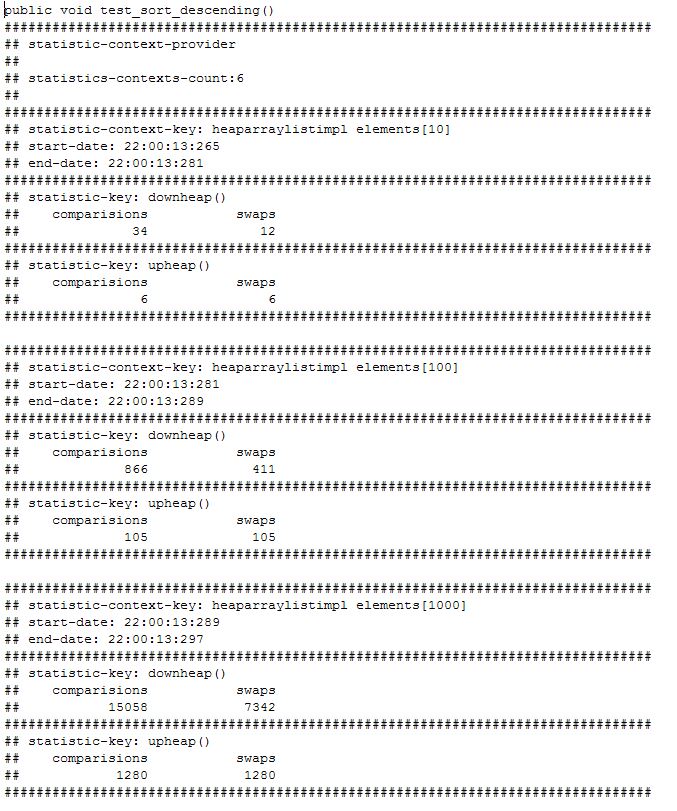 public void test_sort_descending()
#################################################################################
## statistic-context-provider
##
## statistics-contexts-count:6
##
#################################################################################
## statistic-context-key: heaparraylistimpl elements[10]
## start-date: 22:00:13:265
## end-date: 22:00:13:281
#################################################################################
## statistic-key: downheap()
##    comparisions           swaps
##              34              12
#################################################################################
## statistic-key: upheap()
##    comparisions           swaps
##               6               6
#################################################################################

#################################################################################
## statistic-context-key: heaparraylistimpl elements[100]
## start-date: 22:00:13:281
## end-date: 22:00:13:289
#################################################################################
## statistic-key: downheap()
##    comparisions           swaps
##             866             411
#################################################################################
## statistic-key: upheap()
##    comparisions           swaps
##             105             105
#################################################################################

#################################################################################
## statistic-context-key: heaparraylistimpl elements[1000]
## start-date: 22:00:13:289
## end-date: 22:00:13:297
#################################################################################
## statistic-key: downheap()
##    comparisions           swaps
##           15058            7342
#################################################################################
## statistic-key: upheap()
##    comparisions           swaps
##            1280            1280
#################################################################################